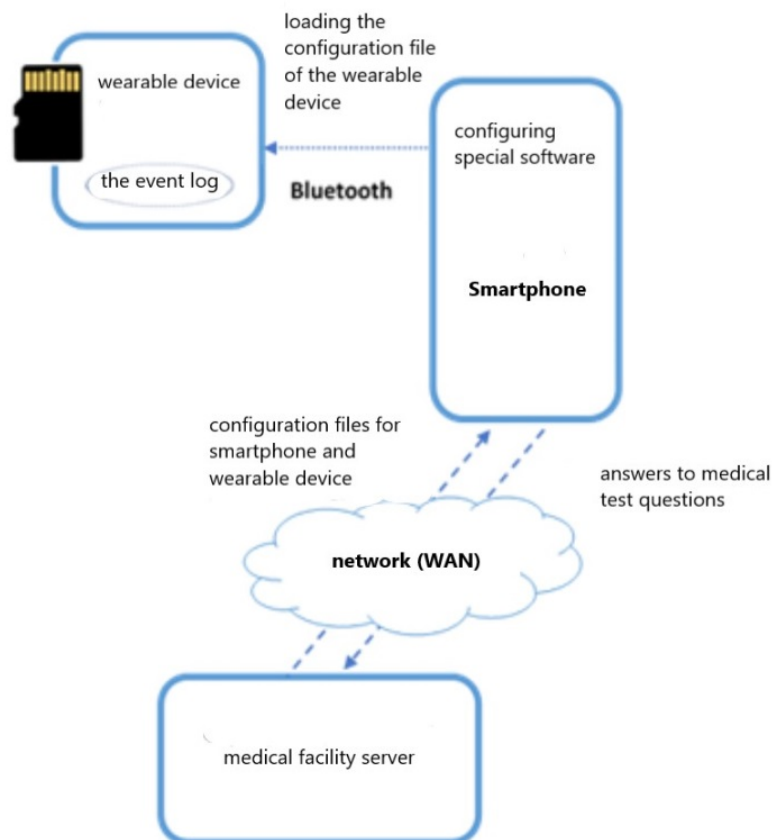 loading the
configuration file
of the wearable
device
wearable device
the event log
Bluetooth
configuring
special software
Smartphone
configuration files for
smartphone and
wearable device
answers to medical
test questions
network (WAN)
medical facility server